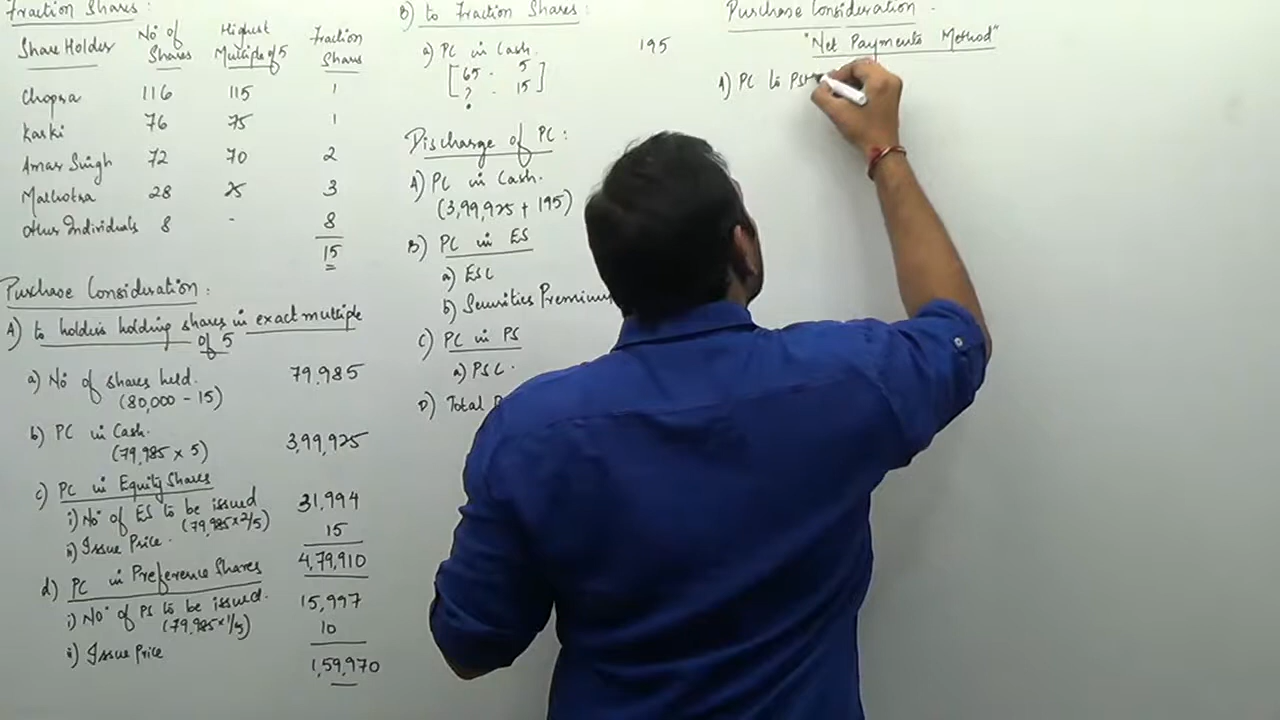 Fraction Shares:
Share Holder No of Shares Highest Multiple of 5 Fraction Shares
Chopra 116 115 1
Karki 76 75 1
Amar Singh 72 70 2
Malhotra 28 25 3
Other Individuals 8 - 8
15
Purchase Consideration:
A) to holders holding shares in exact multiple of 5
a) No of shares held. 79,985
(80,000 - 15)
b) PC in Cash. 3,99,925
(79,985 x 5)
c) PC in Equity Shares
i) No of ES to be issued 31,994
(79,985 x 2/5)
ii) Issue Price. 15
4,79,910
d) PC in Preference Shares
i) No of PS to be issued. 15,997
(79,985 x 1/5)
ii) Issue Price 10
1,59,970
B) to Fraction Shares:
a) PC in Cash. 195
[65 - 5
? - 15]
Discharge of PC:
A) PC in Cash.
(3,99,925 + 195)
B) PC in ES
a) ESC
b) Securities Premium
C) PC in PS
a) PSC.
D) Total
Purchase Consideration.
"Net Payments Method"
A) PC to